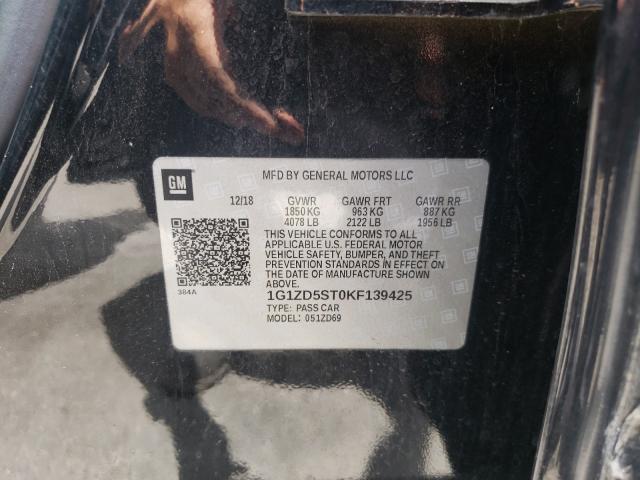 GM
MFD BY GENERAL MOTORS LLC
12/18 GVWR GAWR FRT GAWR RR
1850 KG 963 KG 887 KG
4078 LB 2122 LB 1956 LB
THIS VEHICLE CONFORMS TO ALL
APPLICABLE U.S. FEDERAL MOTOR
VEHICLE SAFETY, BUMPER, AND THEFT
PREVENTION STANDARDS IN EFFECT ON
THE DATE OF MANUFACTURE SHOWN
ABOVE.
384A
1G1ZD5ST0KF139425
TYPE: PASS CAR
MODEL: 051ZD69